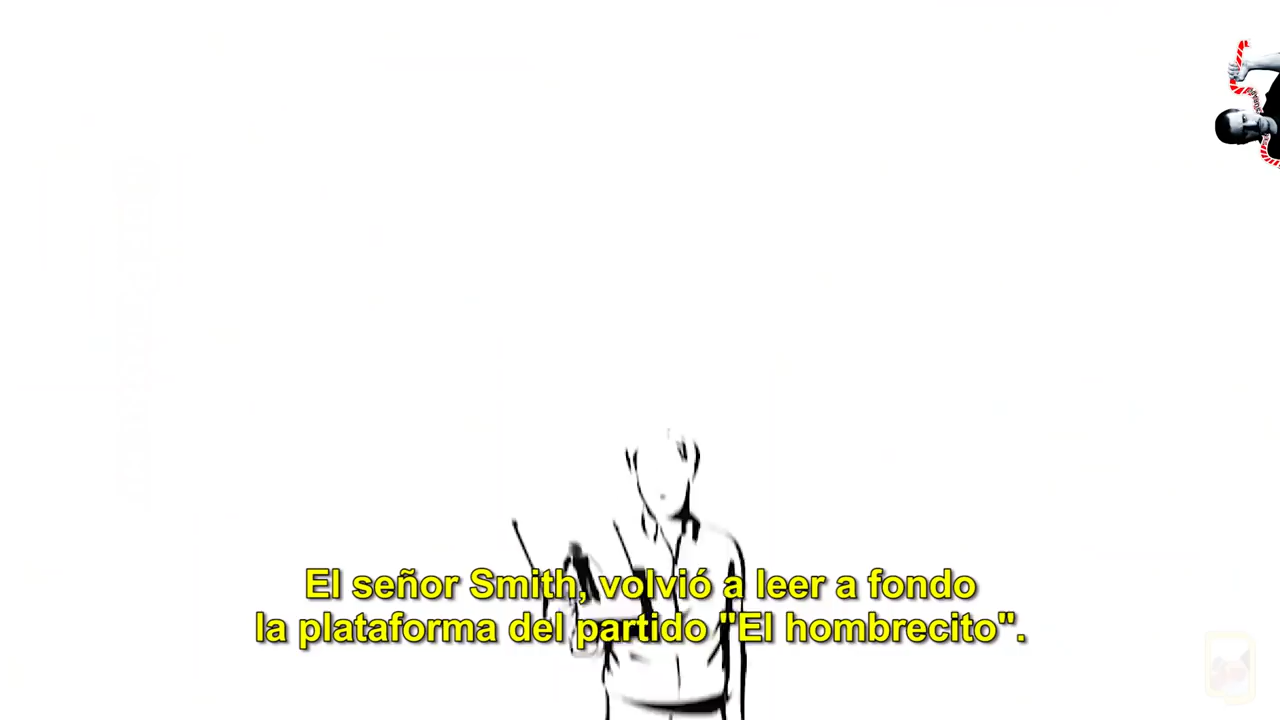 El señor Smith, volvió a leer a fondo
la plataforma del partido "El hombrecito".